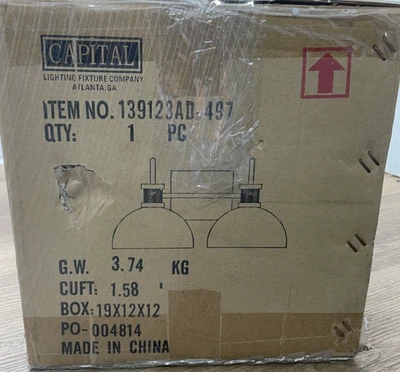 CAPITAL
LIGHTING FIXTURE COMPANY
ATLANTA.GA
ITEM NO. 139123AD-497
QTY: 1 PC
G.W. 3.74 KG
CUFT: 1.58 '
BOX: 19X12X12
PO-004814
MADE IN CHINA